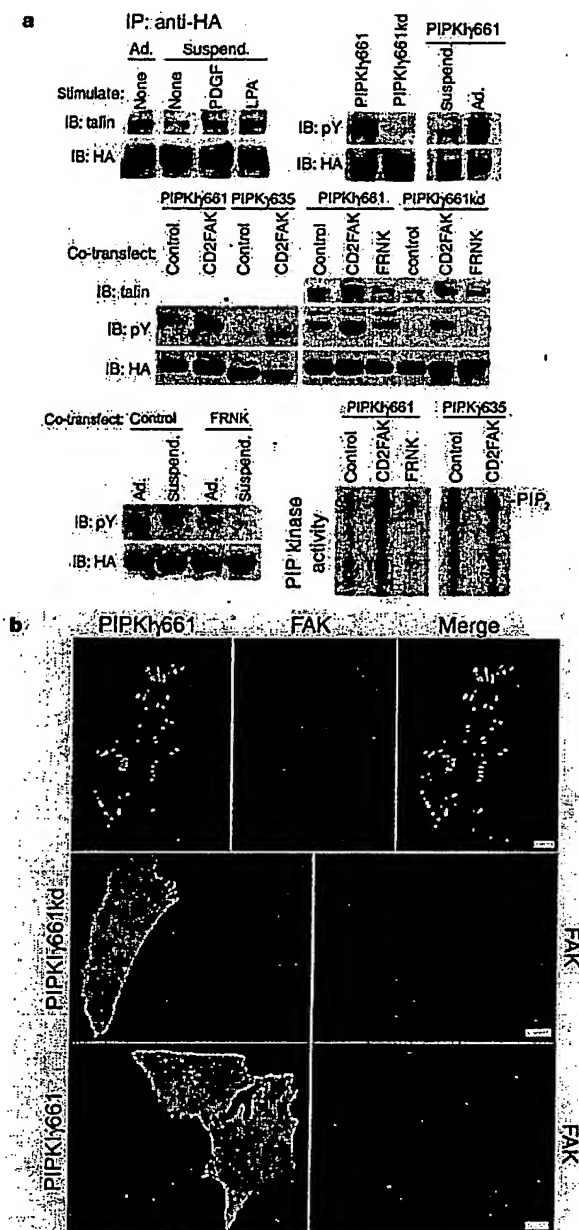 a
IP: anti-HA
Ad. Suspend.
Stimulate: None None PDGF LPA
IB: talin
IB: HA
PIPKIγ661 PIPKIγ661kd PIPKIγ661
Suspend. Ad.
IB: pY
IB: HA
PIPKIγ661 PIPKγ635 PIPKIγ661 PIPKIγ661kd
Co-transfect: Control CD2FAK Control CD2FAK Control CD2FAK FRNK Control CD2FAK FRNK
IB: talin
IB: pY
IB: HA
Co-transfect: Control FRNK
Ad. Suspend. Ad. Suspend.
IB: pY
IB: HA
PIPKIγ661 PIPKγ635
Control CD2FAK FRNK Control CD2FAK
PIP kinase activity
PIP2
b
PIPKIγ661 FAK Merge
PIPKIγ661kd FAK
PIPKIγ661 FAK